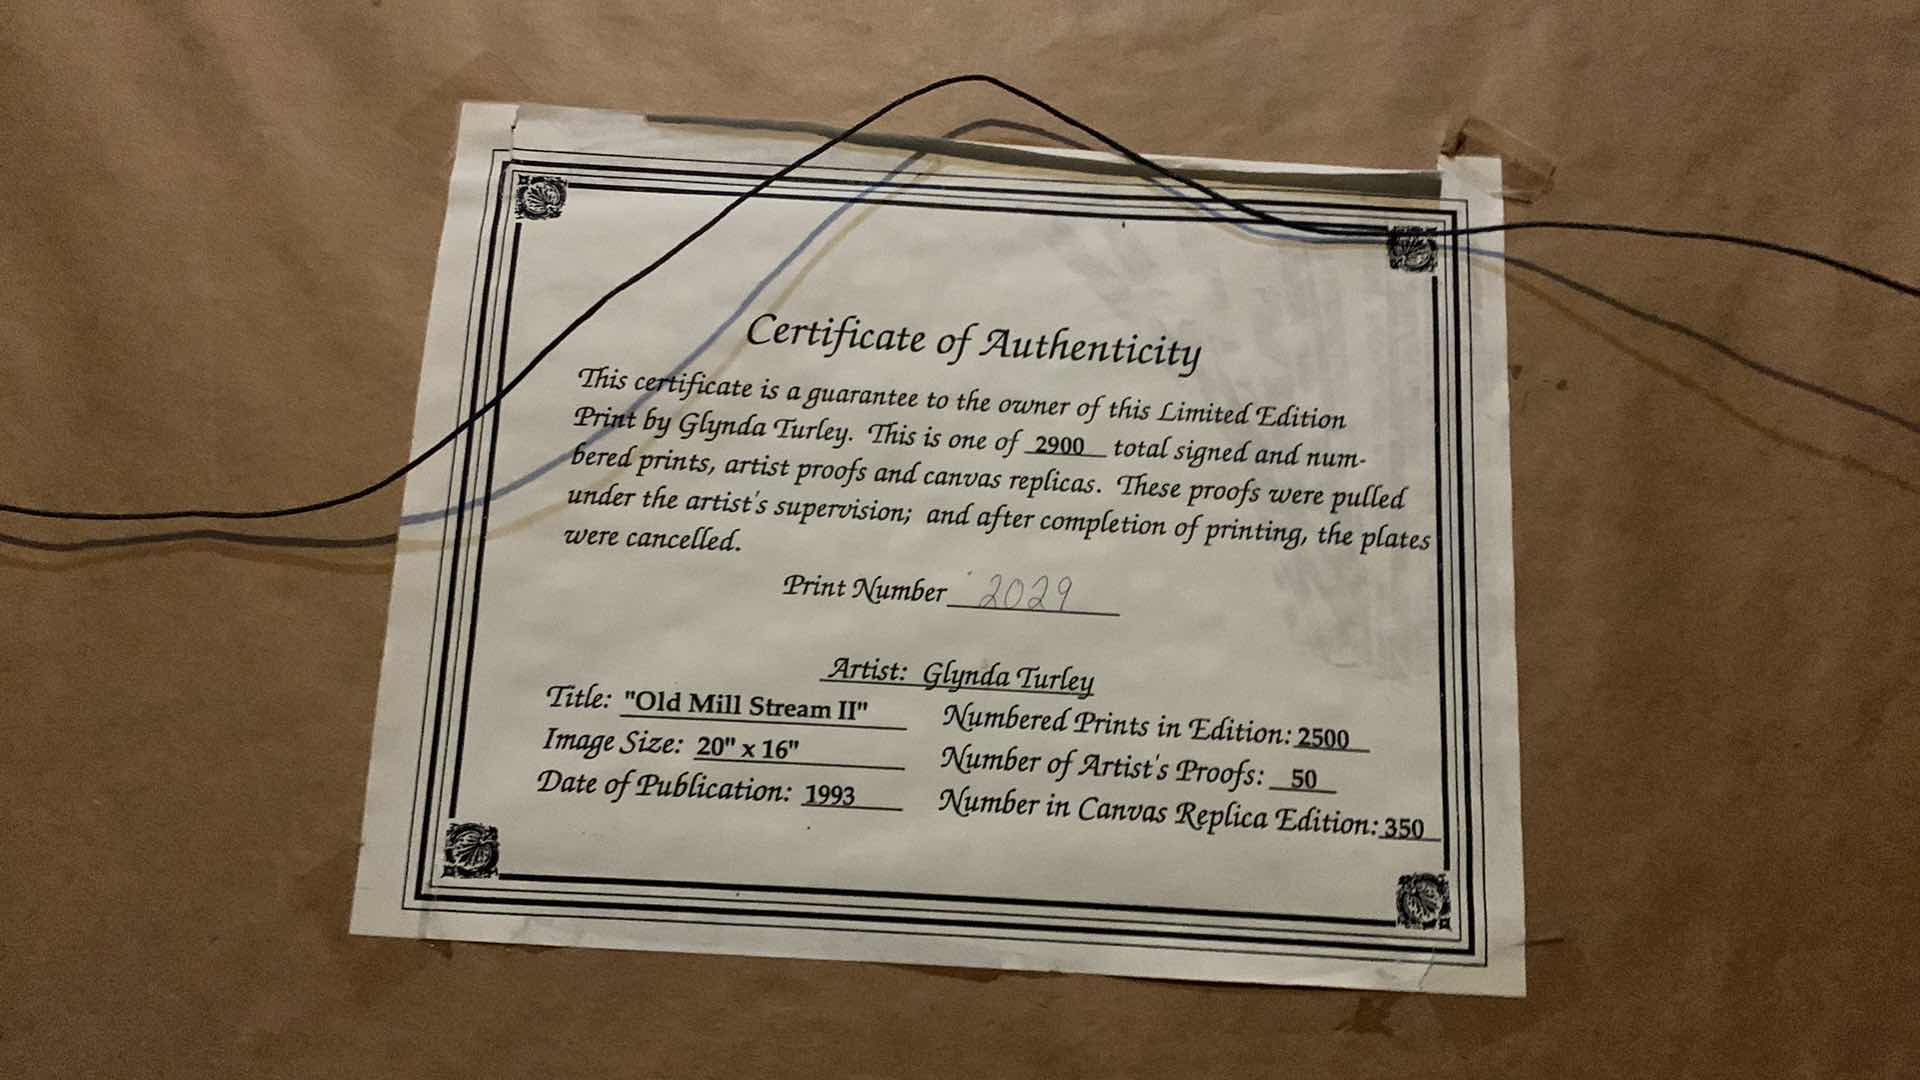 Certificate of Authenticity
This certificate is a guarantee to the owner of this Limited Edition
Print by Glynda Turley. This is one of 2900 total signed and num-
bered prints, artist proofs and canvas replicas. These proofs were pulled
under the artist's supervision; and after completion of printing, the plates
were cancelled.
Print Number 2029
Artist: Glynda Turley
Title: "Old Mill Stream II"
Image Size: 20" x 16"
Date of Publication: 1993
Numbered Prints in Edition: 2500
Number of Artist's Proofs: 50
Number in Canvas Replica Edition: 350